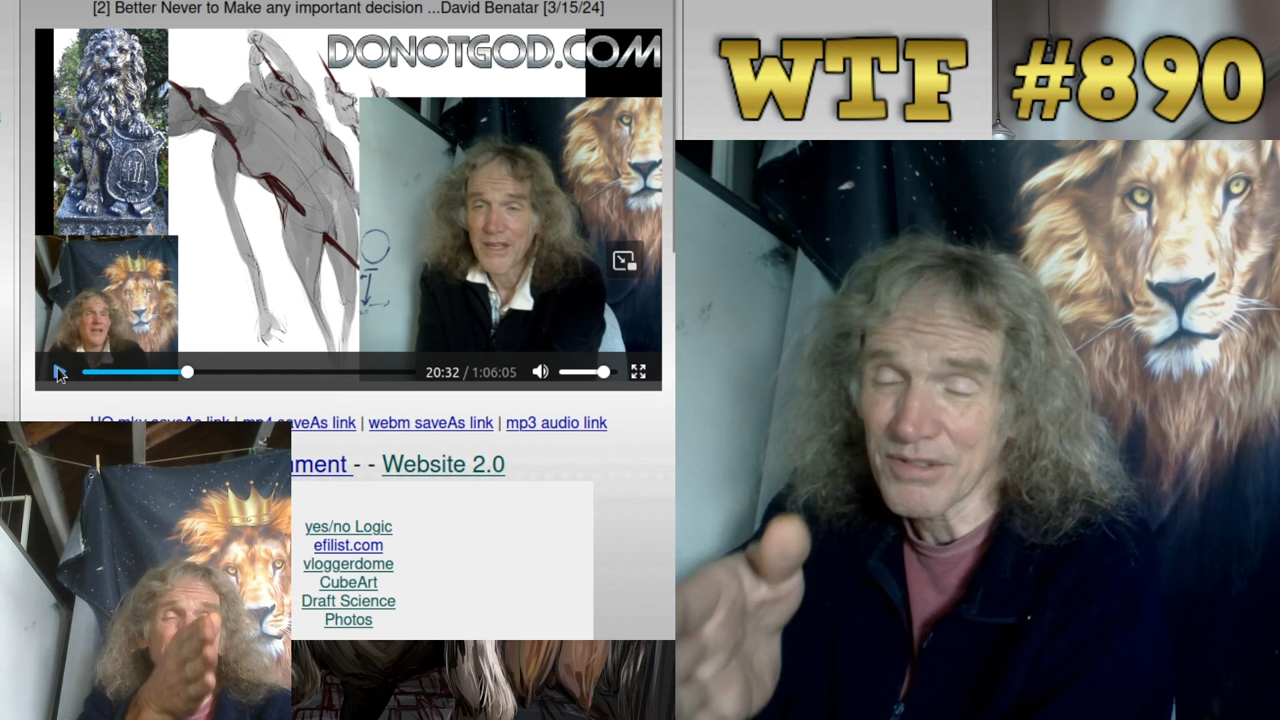 [2] Better Never to Make any important decision ...David Benatar [3/15/24]
DONOTGOD.COM
WTF #890
20:32 / 1:06:05
saveAs link | webm saveAs link | mp3 audio link
- - Website 2.0
yes/no Logic
efilist.com
vloggerdome
CubeArt
Draft Science
Photos